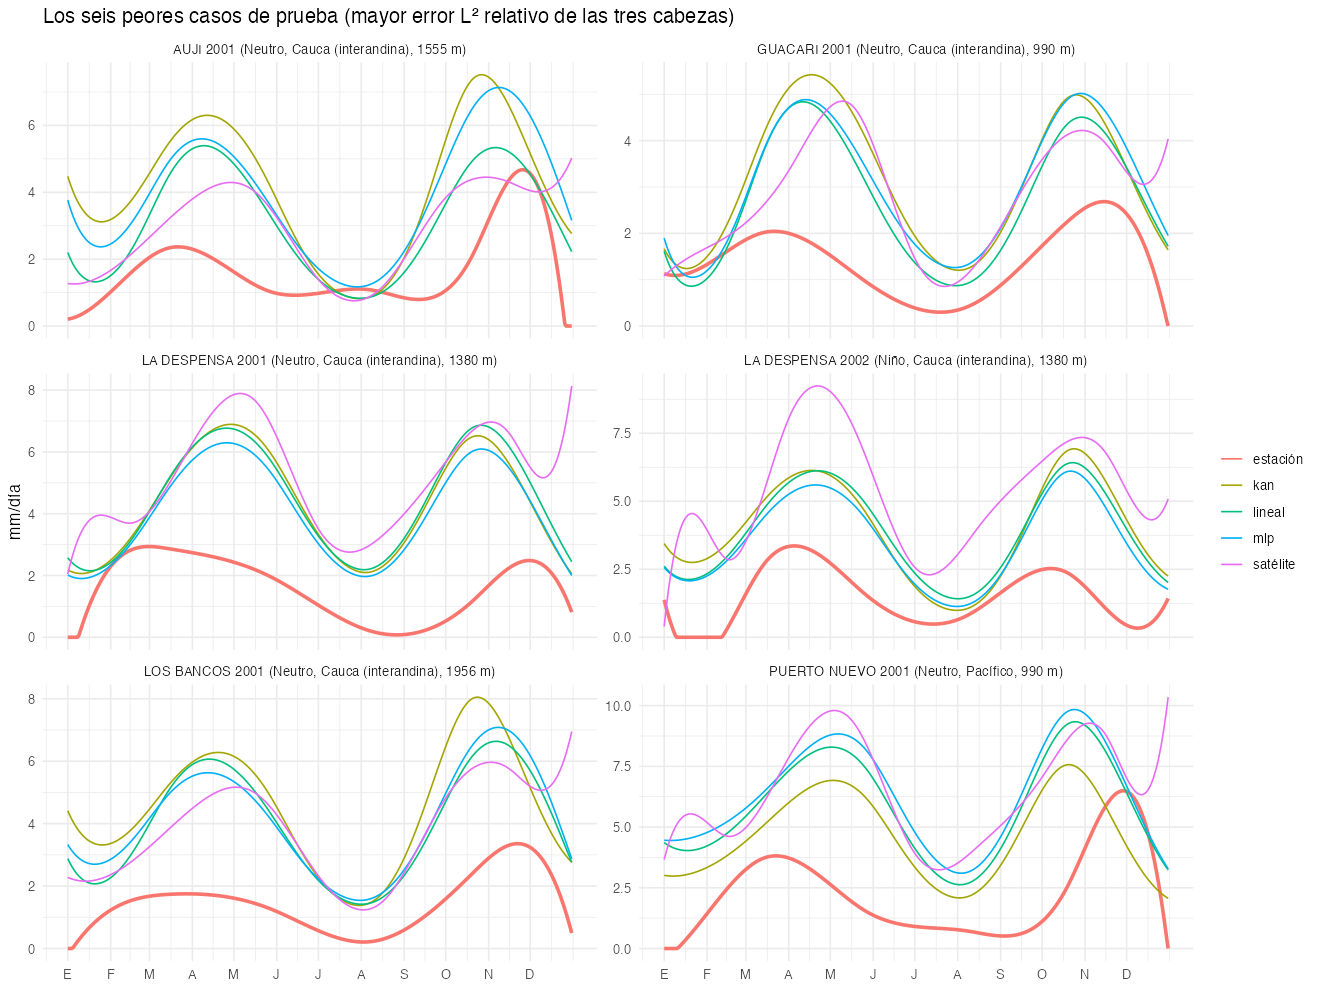 Los seis peores casos de prueba (mayor error L² relativo de las tres cabezas)
AUJI 2001 (Neutro, Cauca (interandina), 1555 m)
GUACARI 2001 (Neutro, Cauca (interandina), 990 m)
6
4
2
0
4
2
0
LA DESPENSA 2001 (Neutro, Cauca (interandina), 1380 m)
LA DESPENSA 2002 (Niño, Cauca (interandina), 1380 m)
mm/día
8
6
4
2
0
7.5
5.0
2.5
0.0
estación
kan
lineal
mlp
satélite
LOS BANCOS 2001 (Neutro, Cauca (interandina), 1956 m)
PUERTO NUEVO 2001 (Neutro, Pacífico, 990 m)
8
6
4
2
0
10.0
7.5
5.0
2.5
0.0
E F M A M J J A S O N D
E F M A M J J A S O N D